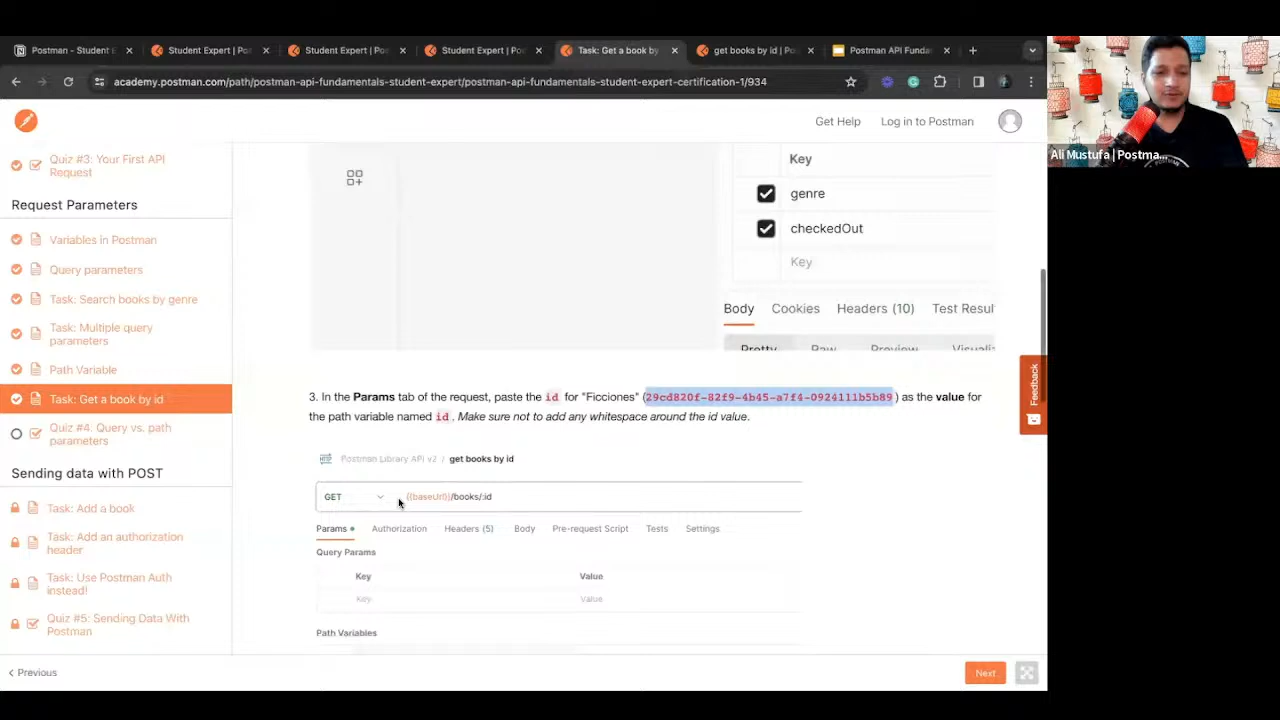 Postman - Student E
Student Expert | Po
Student Expert | Po
Student Expert | Po
Task: Get a book by
get books by id | Po
Postman API Funda
academy.postman.com/path/postman-api-fundamentals-student-expert/postman-api-fundamentals-student-expert-certification-1/934
Get Help
Log in to Postman
Ali Mustufa | Postma...
Quiz #3: Your First API
Request
Request Parameters
Variables in Postman
Query parameters
Task: Search books by genre
Task: Multiple query
parameters
Path Variable
Task: Get a book by id
Quiz #4: Query vs. path
parameters
Sending data with POST
Task: Add a book
Task: Add an authorization
header
Task: Use Postman Auth
instead!
Quiz #5: Sending Data With
Postman
Key
genre
checkedOut
Key
Body Cookies Headers (10) Test Resul
Pretty Raw Preview Visualiz
3. In the Params tab of the request, paste the id for "Ficciones" (29cd820f-82f9-4b45-a7f4-0924111b5b89) as the value for
the path variable named id. Make sure not to add any whitespace around the id value.
Postman Library API v2 / get books by id
GET {{baseUrl}}/books/:id
Params Authorization Headers (5) Body Pre-request Script Tests Settings
Query Params
Key Value
Key Value
Path Variables
Feedback
Previous
Next